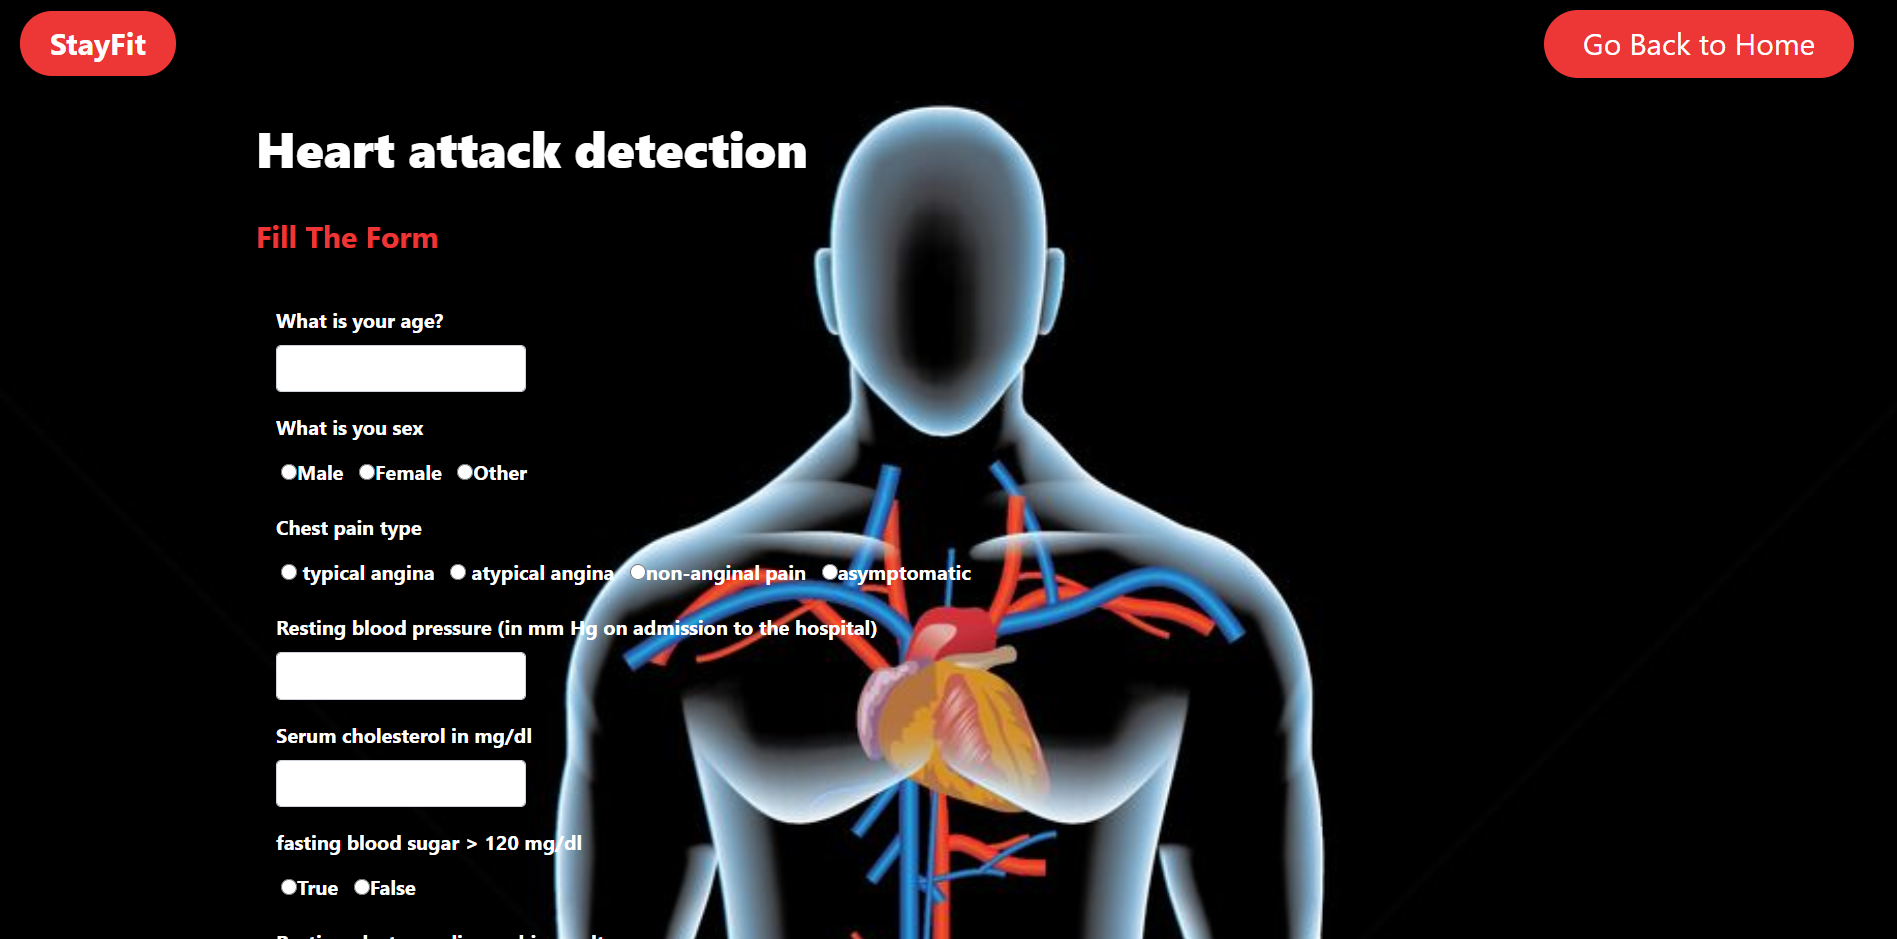 StayFit
Go Back to Home
Heart attack detection
Fill The Form
What is your age?
What is you sex
Male Female Other
Chest pain type
typical angina atypical angina non-anginal pain asymptomatic
Resting blood pressure (in mm Hg on admission to the hospital)
Serum cholesterol in mg/dl
fasting blood sugar > 120 mg/dl
True False